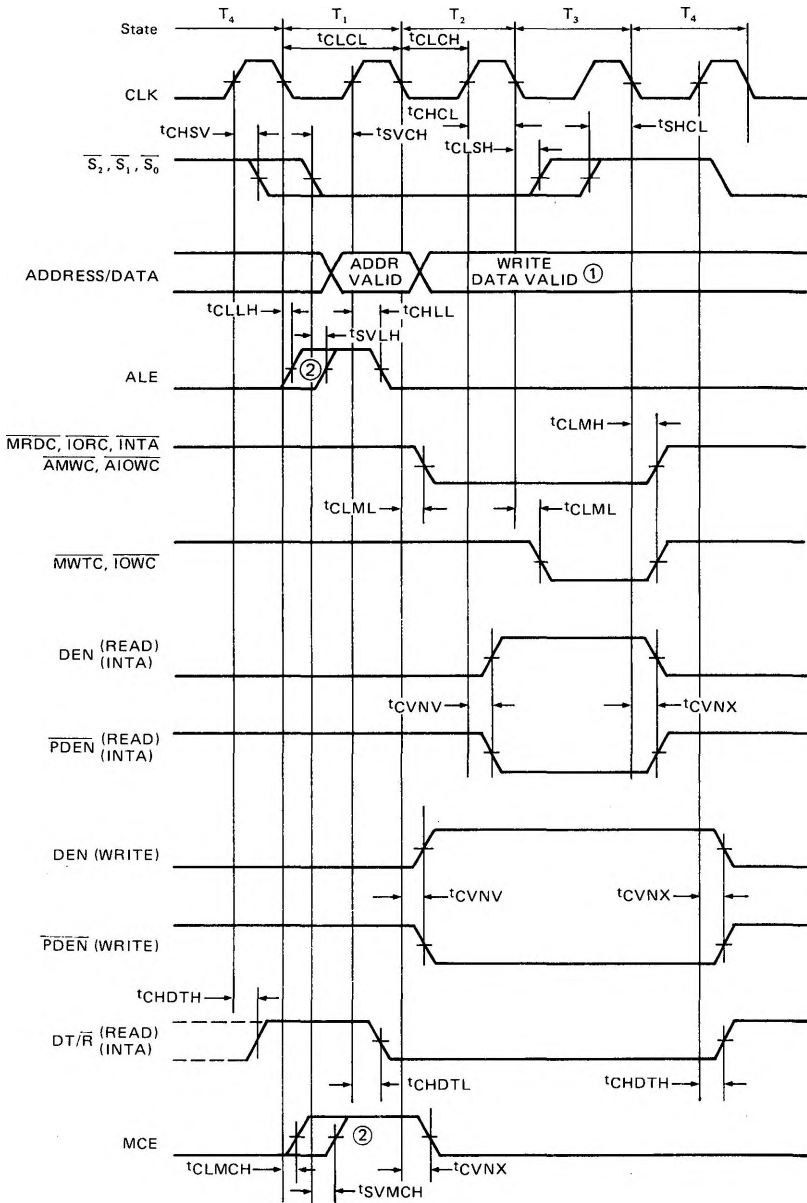 State T4 T1 T2 T3 T4
tCLCL tCLCH
CLK
tCHCL
tCHSV tSVCH tCLSH tSHCL
S2, S1, S0
ADDRESS/DATA ADDR VALID WRITE DATA VALID ①
tCLLH tCHLL
tSVLH
ALE ②
tCLMH
MRDC, IORC, INTA
AMWC, AIOWC
tCLML tCLML
MWTC, IOWC
DEN (READ)
(INTA)
tCVNV tCVNX
PDEN (READ)
(INTA)
DEN (WRITE)
tCVNV tCVNX
PDEN (WRITE)
tCHDTH
DT/R (READ)
(INTA)
tCHDTL tCHDTH
MCE ②
tCLMCH tCVNX
tSVMCH